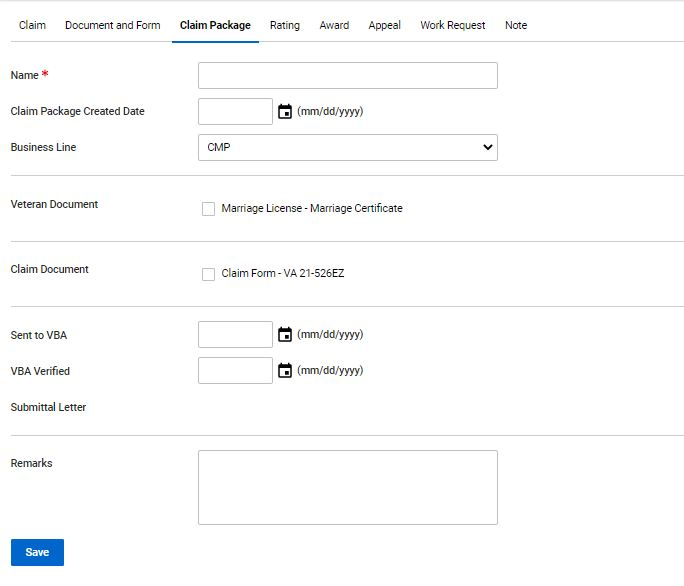 Claim Document and Form Claim Package Rating Award Appeal Work Request Note
Name *
Claim Package Created Date (mm/dd/yyyy)
Business Line CMP
Veteran Document Marriage License - Marriage Certificate
Claim Document Claim Form - VA 21-526EZ
Sent to VBA (mm/dd/yyyy)
VBA Verified (mm/dd/yyyy)
Submittal Letter
Remarks
Save